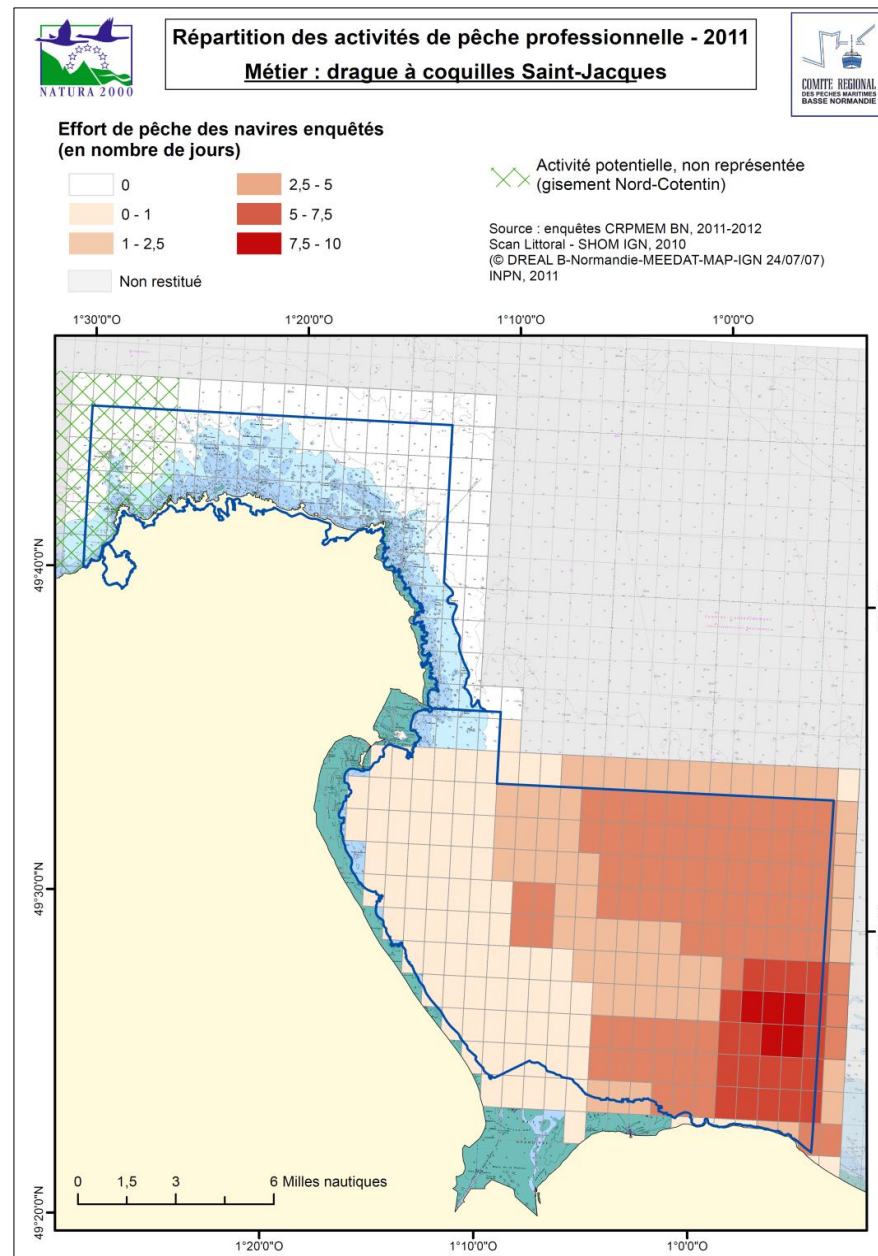 Répartition des activités de pêche professionnelle - 2011
Métier : drague à coquilles Saint-Jacques
NATURA 2000
COMITE REGIONAL
DES PECHES MARITIMES
BASSE NORMANDIE
Effort de pêche des navires enquêtés
(en nombre de jours)
0
0 - 1
1 - 2,5
2,5 - 5
5 - 7,5
7,5 - 10
Non restitué
Activité potentielle, non représentée
(gisement Nord-Cotentin)
Source : enquêtes CRPMEM BN, 2011-2012
Scan Littoral - SHOM IGN, 2010
(© DREAL B-Normandie-MEEDAT-MAP-IGN 24/07/07)
INPN, 2011
1°30'0"O
1°20'0"O
1°10'0"O
1°0'0"O
49°40'0"N
49°30'0"N
49°20'0"N
0
1,5
3
6 Milles nautiques
1°20'0"O
1°10'0"O
1°0'0"O